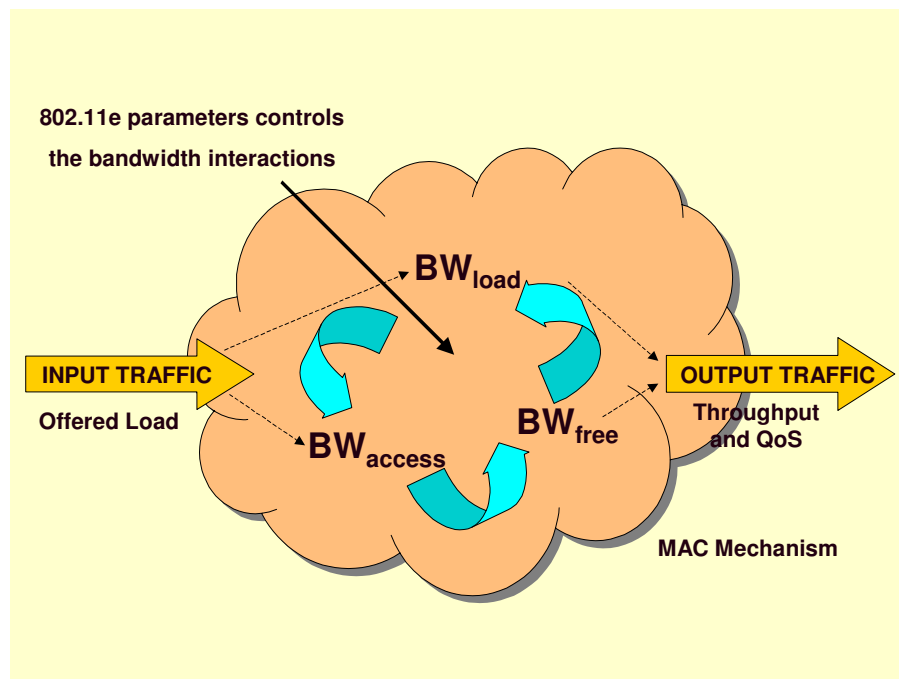 802.11e parameters controls
the bandwidth interactions
BWload
INPUT TRAFFIC
OUTPUT TRAFFIC
Offered Load
Throughput
and QoS
BWfree
BWaccess
MAC Mechanism